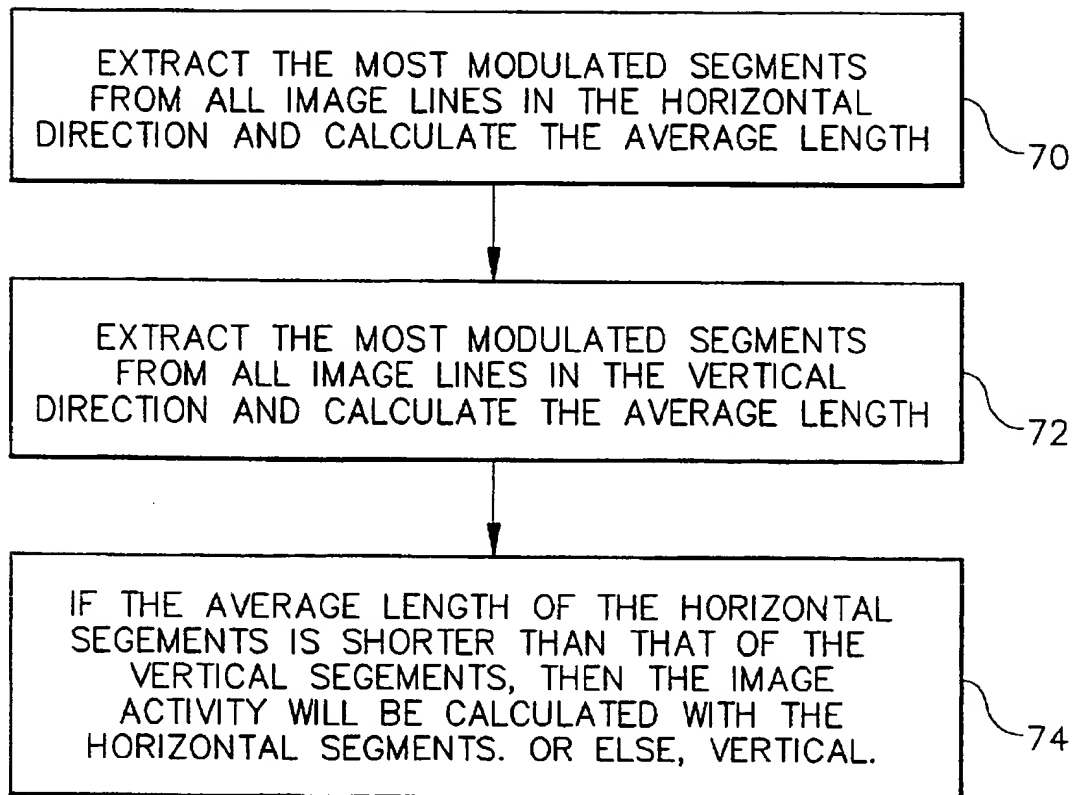 EXTRACT THE MOST MODULATED SEGMENTS
FROM ALL IMAGE LINES IN THE HORIZONTAL
DIRECTION AND CALCULATE THE AVERAGE LENGTH
70
EXTRACT THE MOST MODULATED SEGMENTS
FROM ALL IMAGE LINES IN THE VERTICAL
DIRECTION AND CALCULATE THE AVERAGE LENGTH
72
IF THE AVERAGE LENGTH OF THE HORIZONTAL
SEGEMENTS IS SHORTER THAN THAT OF THE
VERTICAL SEGEMENTS, THEN THE IMAGE
ACTIVITY WILL BE CALCULATED WITH THE
HORIZONTAL SEGMENTS. OR ELSE, VERTICAL.
74